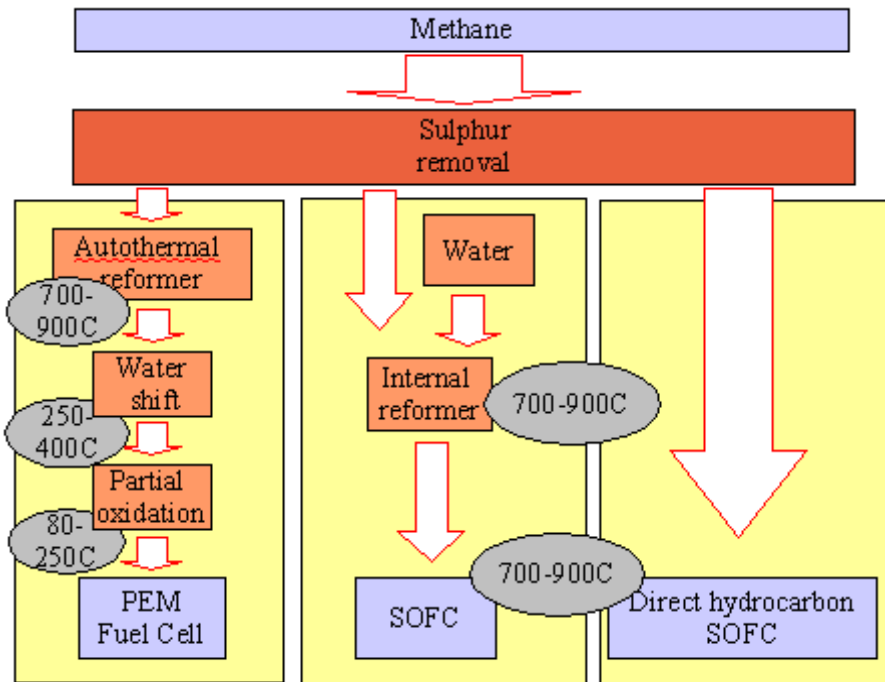 Methane
Sulphur
removal
Autothermal
reformer
700-
900C
Water
shift
250-
400C
Partial
oxidation
80-
250C
PEM
Fuel Cell
Water
Internal
reformer
700-900C
700-900C
SOFC
Direct hydrocarbon
SOFC